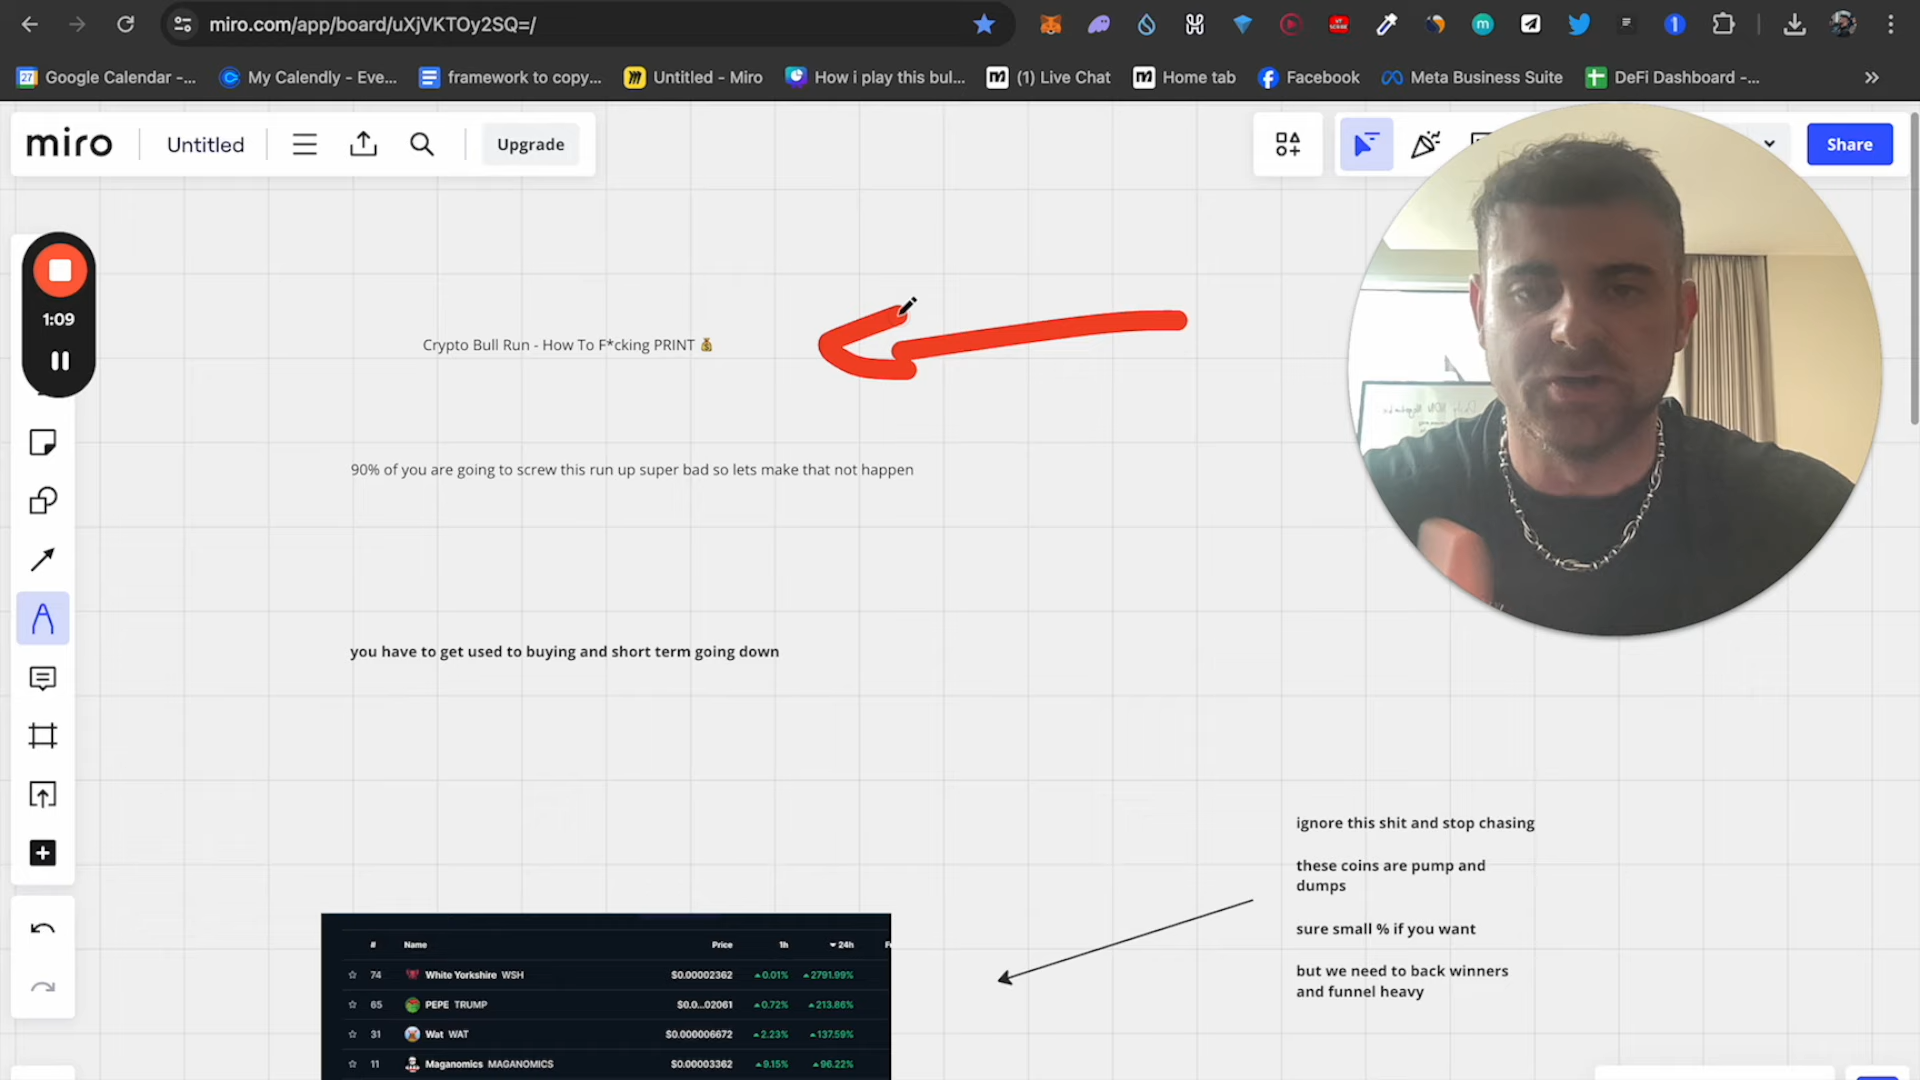 miro.com/app/board/uXjVKTOy2SQ=/
27 Google Calendar -... My Calendly - Eve... framework to copy... Untitled - Miro How i play this bul... (1) Live Chat Home tab Facebook Meta Business Suite DeFi Dashboard -...
miro Untitled Upgrade Share
1:09
Crypto Bull Run - How To F*cking PRINT 💰
90% of you are going to screw this run up super bad so lets make that not happen
you have to get used to buying and short term going down
ignore this shit and stop chasing
these coins are pump and
dumps
sure small % if you want
but we need to back winners
and funnel heavy
# Name Price 1h 24h
74 White Yorkshire WSH $0.00002362 0.01% 2791.99%
65 PEPE TRUMP $0.0...02061 0.72% 213.86%
31 Wat WAT $0.000006672 2.23% 137.59%
11 Maganomics MAGANOMICS $0.00003362 9.15% 96.22%